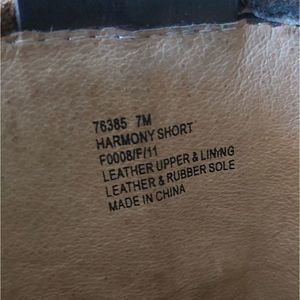 76385 7M
HARMONY SHORT
F0008/F/11
LEATHER UPPER & LINING
LEATHER & RUBBER SOLE
MADE IN CHINA